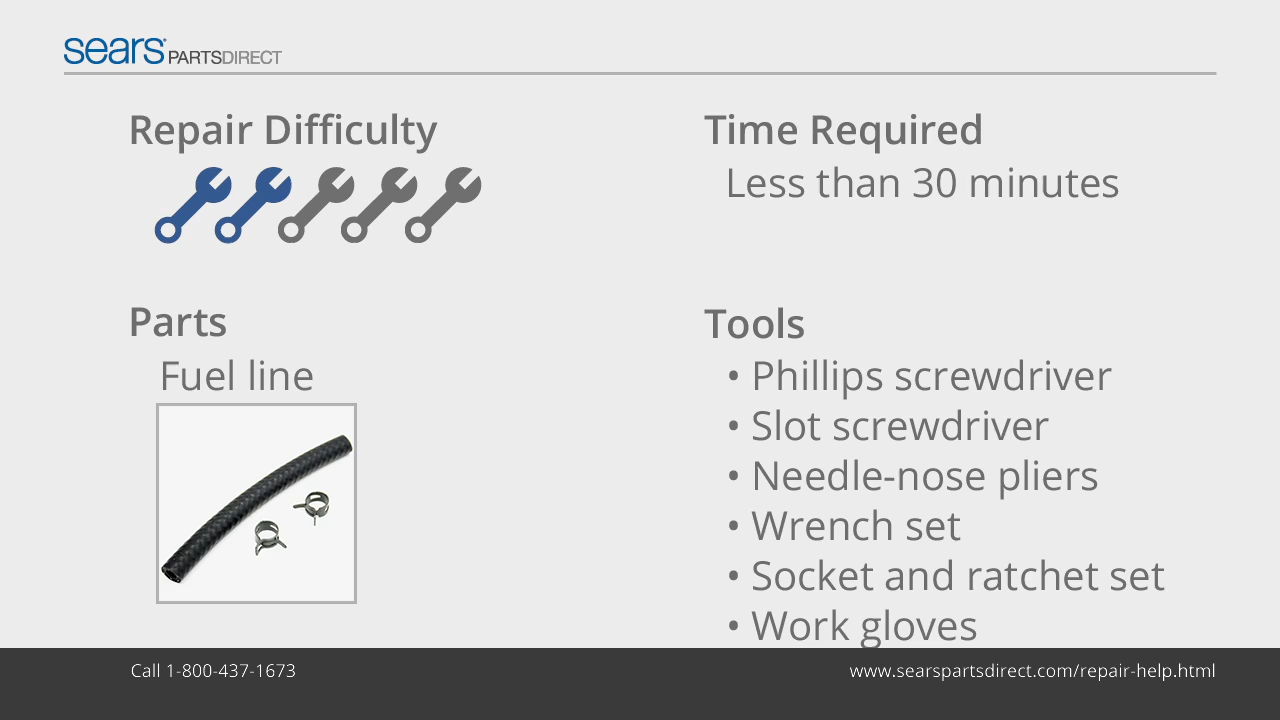 sears PARTSDIRECT
Repair Difficulty
Time Required
Less than 30 minutes
Parts
Fuel line
Tools
• Phillips screwdriver
• Slot screwdriver
• Needle-nose pliers
• Wrench set
• Socket and ratchet set
• Work gloves
Call 1-800-437-1673
www.searspartsdirect.com/repair-help.html